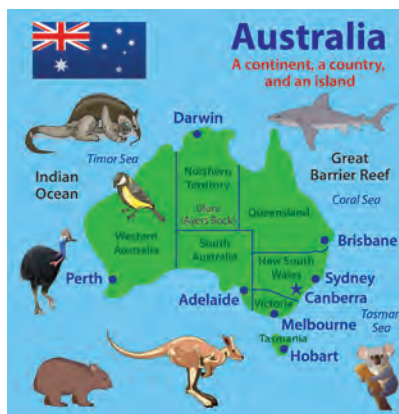 Australia
A continent, a country,
and an island
Darwin
Timor Sea
Indian
Ocean
Great
Barrier Reef
Coral Sea
Northern
Territory
Uluru
(Ayers Rock)
Queensland
Western
Australia
South
Australia
Brisbane
New South
Wales
Perth
Sydney
Adelaide
Canberra
Victoria
Melbourne
Tasman
Sea
Tasmania
Hobart